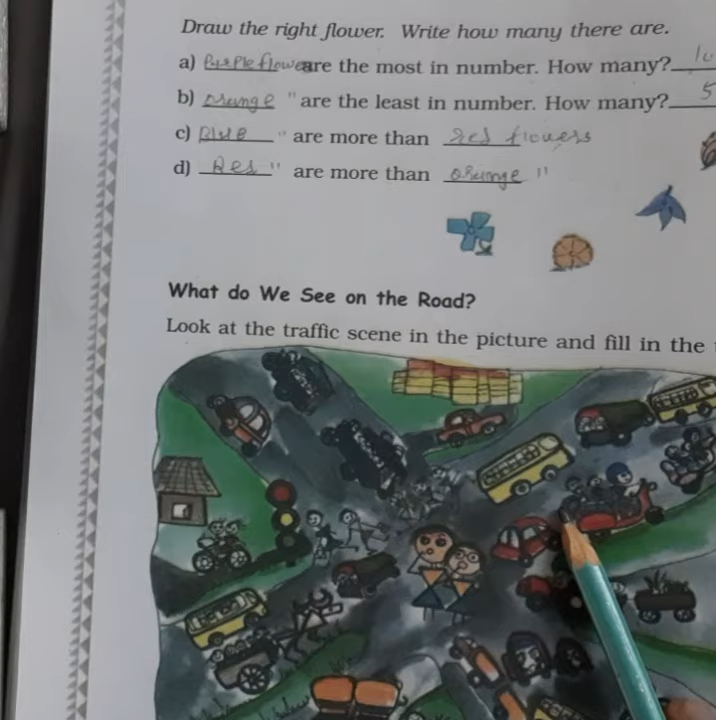 Draw the right flower. Write how many there are.
a) Purple flower are the most in number. How many?
b) orange " are the least in number. How many? 5
c) Blue " are more than Red flowers
d) Red " are more than orange "
What do We See on the Road?
Look at the traffic scene in the picture and fill in the